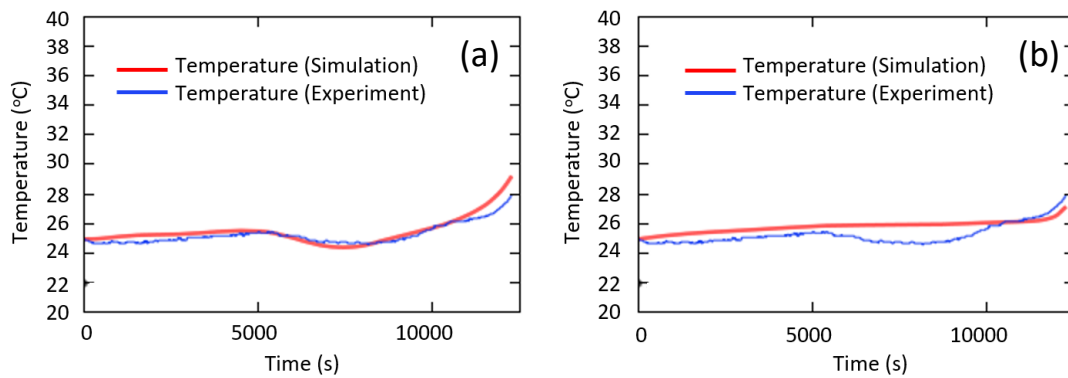 (a)
Temperature (Simulation)
Temperature (Experiment)
Temperature (°C)
40
38
36
34
32
30
28
26
24
22
20
0
5000
10000
Time (s)
(b)
Temperature (Simulation)
Temperature (Experiment)
Temperature (°C)
40
38
36
34
32
30
28
26
24
22
20
0
5000
10000
Time (s)